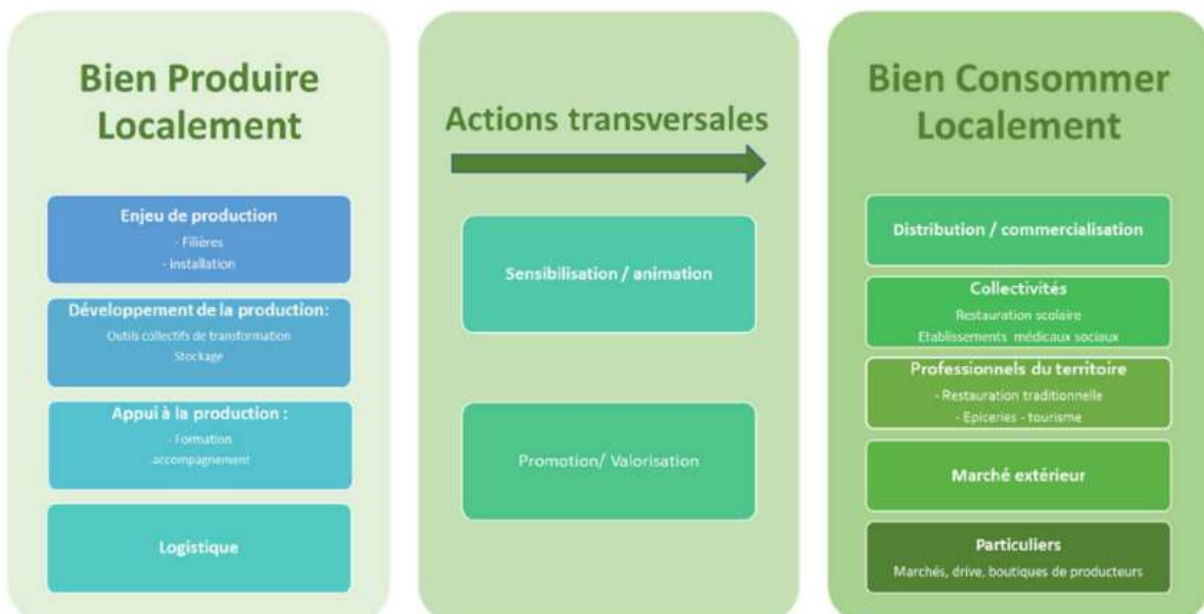 Bien Produire
Localement
Enjeu de production
- Filières
- installation
Développement de la production:
Outils collectifs de transformation
Stockage
Appui à la production :
- Formation
-accompagnement
Logistique
Actions transversales
Sensibilisation / animation
Promotion/ Valorisation
Bien Consommer
Localement
Distribution / commercialisation
Collectivités
Restauration scolaire
Etablissements médicaux sociaux
Professionnels du territoire
- Restauration traditionnelle
- Epiceries - tourisme
Marché extérieur
Particuliers
Marchés, drive, boutiques de producteurs